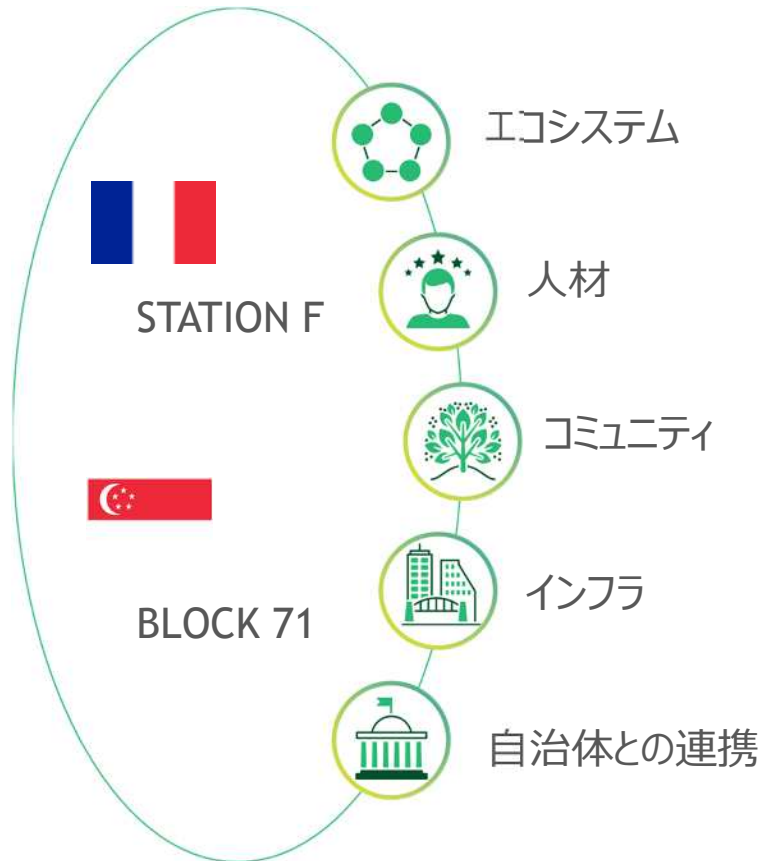 エコシステム
人材
STATION F
コミュニティ
インフラ
BLOCK 71
自治体との連携